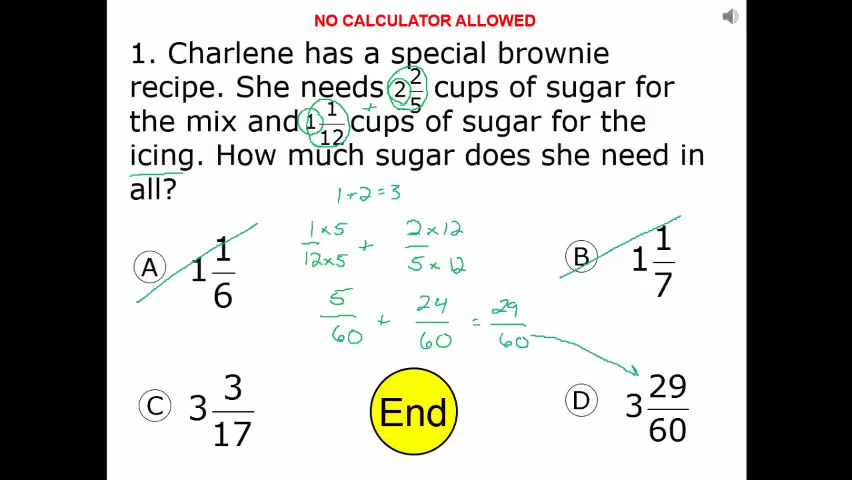 NO CALCULATOR ALLOWED
1. Charlene has a special brownie
recipe. She needs 2 2/5 cups of sugar for
+
the mix and 1 1/12 cups of sugar for the
icing. How much sugar does she need in
all?
1+2=3
1×5/12×5 + 2×12/5×12
A 1 1/6
B 1 1/7
5/60 + 24/60 = 29/60
C 3 3/17
End
D 3 29/60